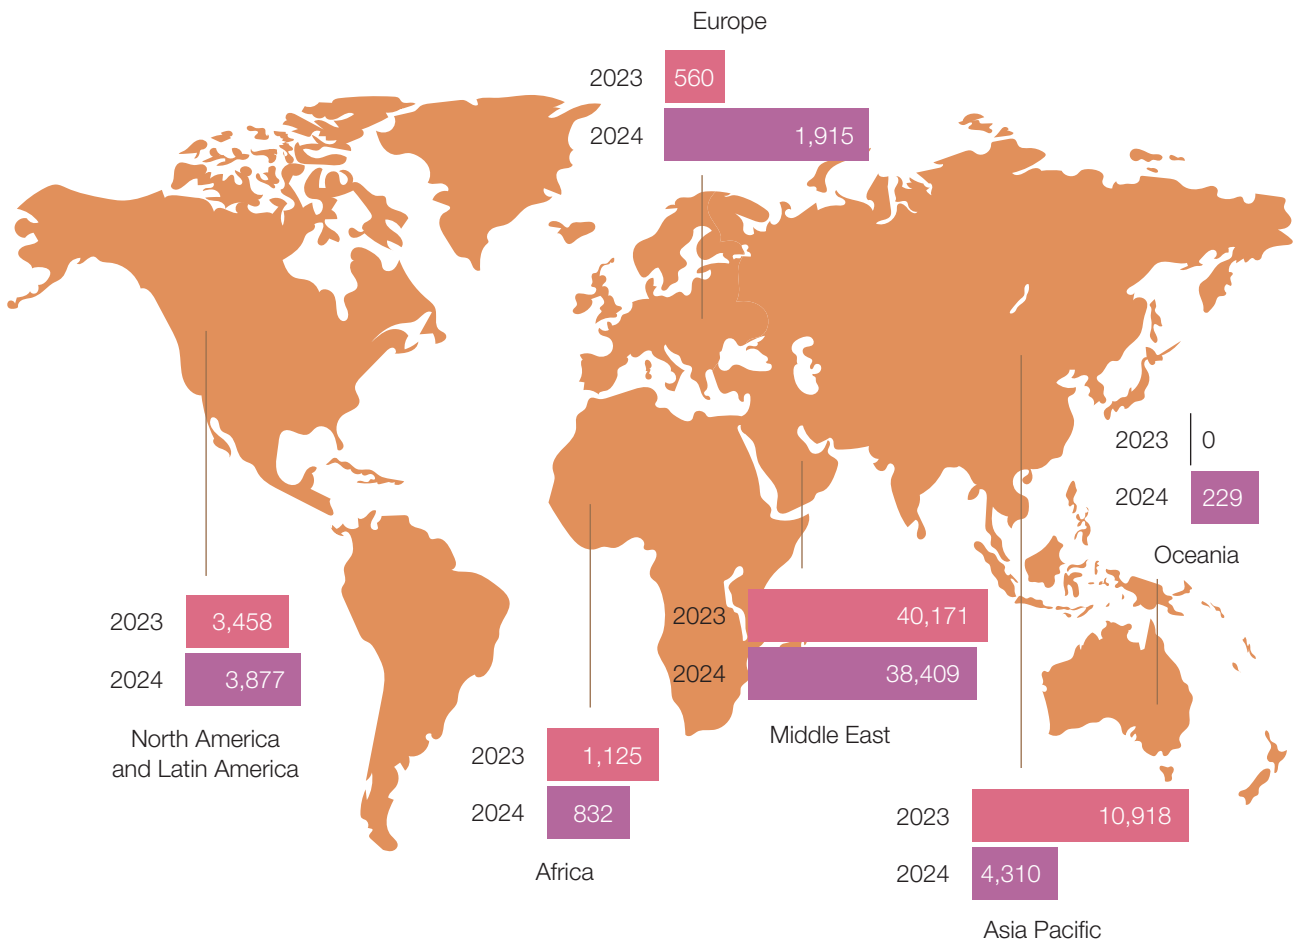 Europe
2023 560
2024 1,915
2023 0
2024 229
Oceania
2023 3,458
2024 3,877
North America
and Latin America
2023 40,171
2024 38,409
Middle East
2023 1,125
2024 832
Africa
2023 10,918
2024 4,310
Asia Pacific